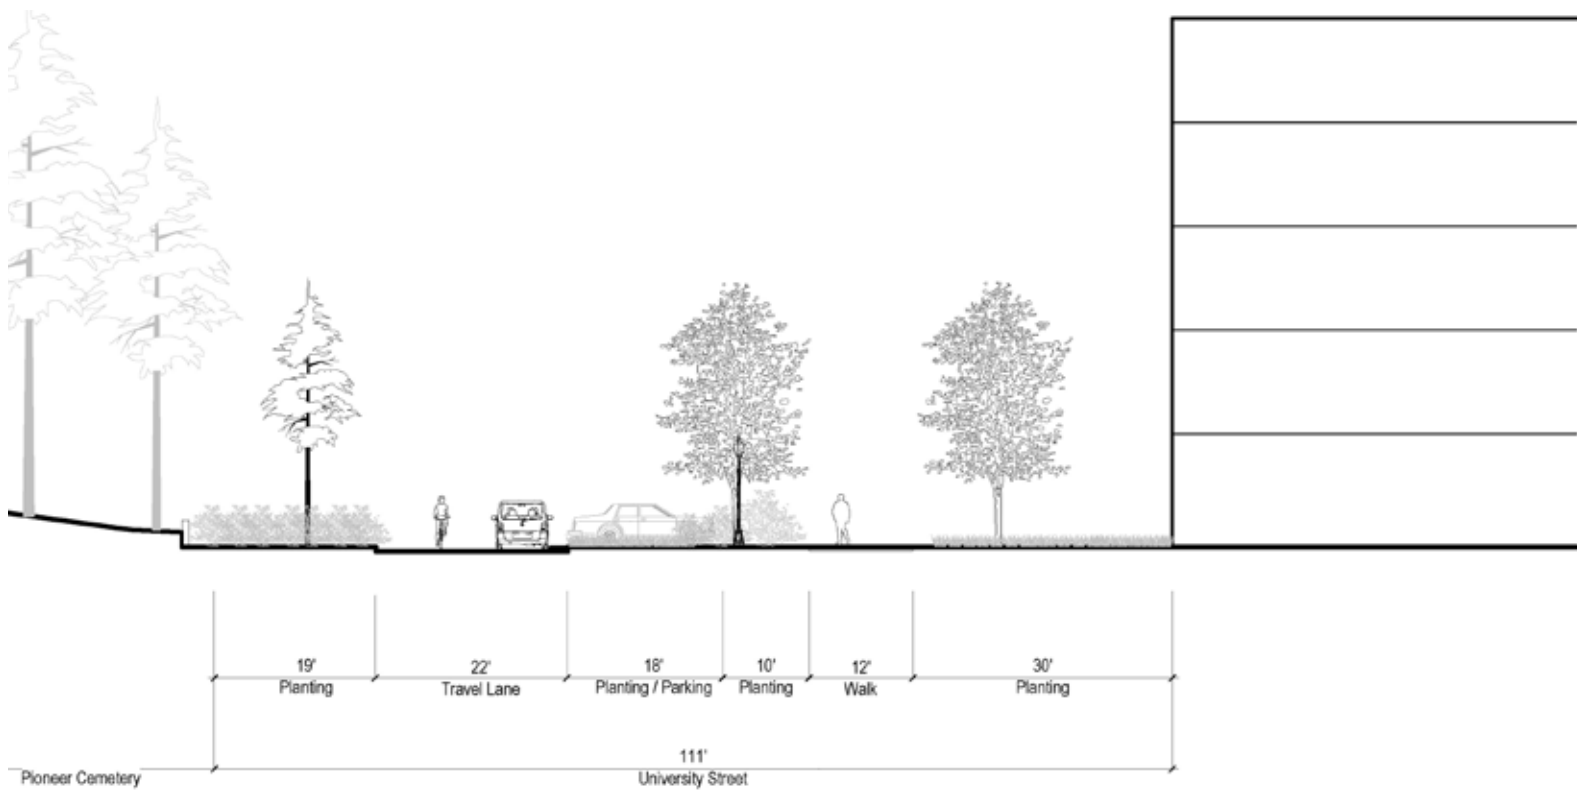 19' 22' 18' 10' 12' 30'
Planting Travel Lane Planting / Parking Planting Walk Planting
111'
Pioneer Cemetery University Street